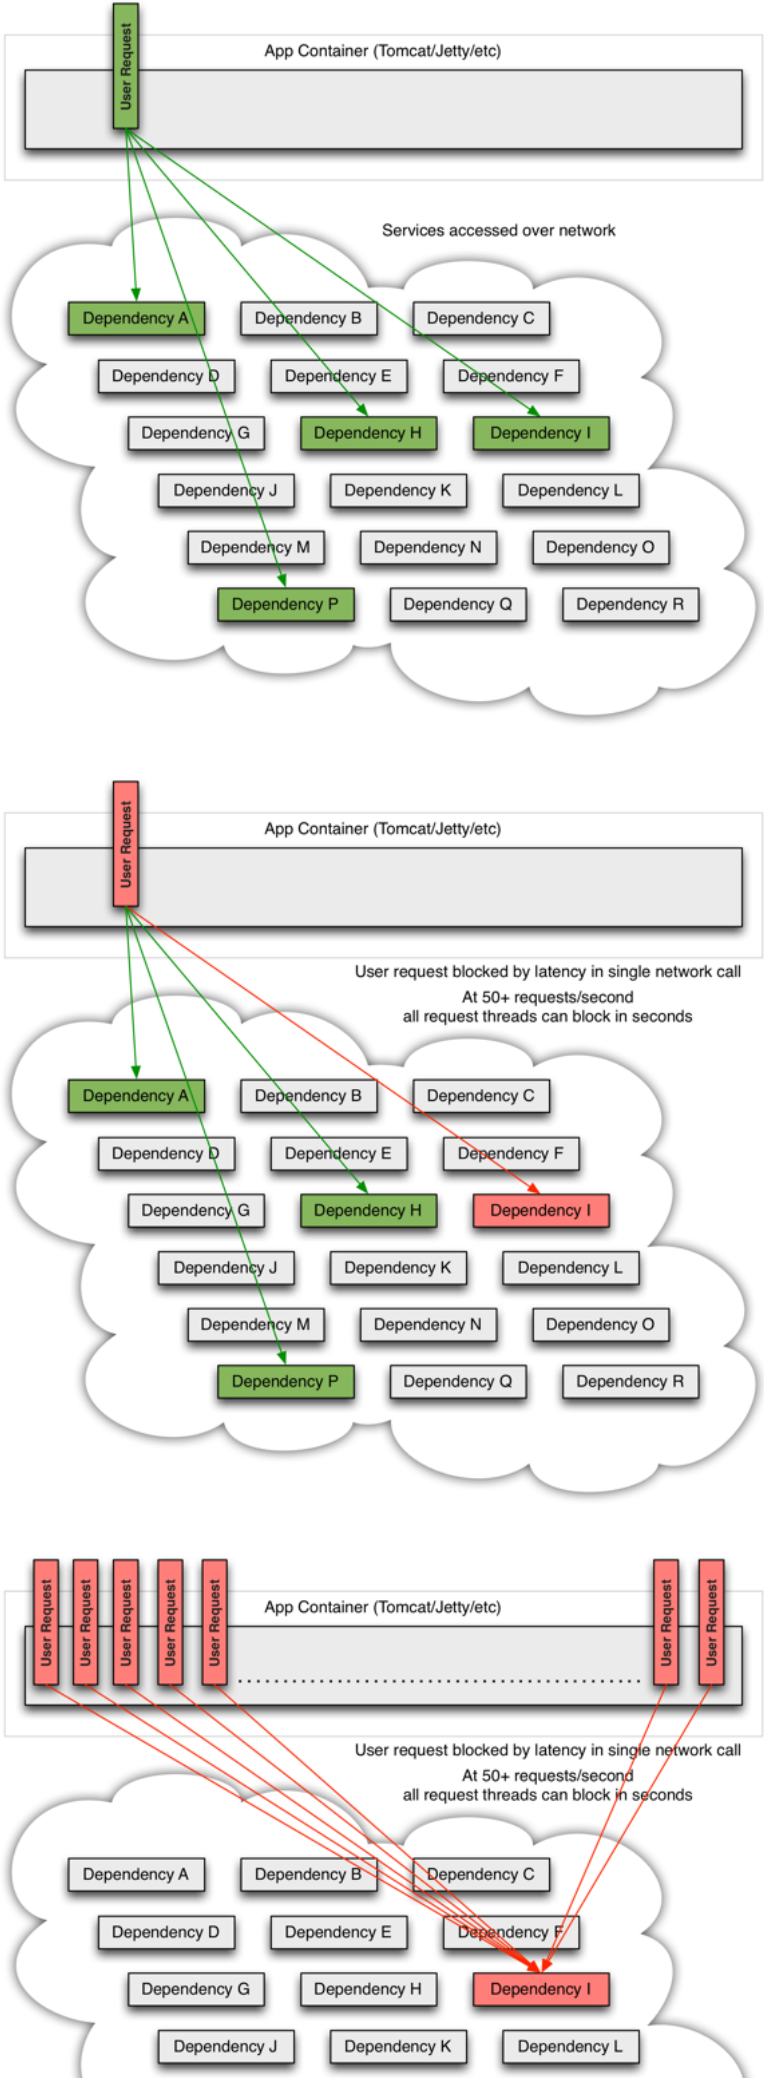 User Request
App Container (Tomcat/Jetty/etc)
Services accessed over network
Dependency A
Dependency B
Dependency C
Dependency D
Dependency E
Dependency F
Dependency G
Dependency H
Dependency I
Dependency J
Dependency K
Dependency L
Dependency M
Dependency N
Dependency O
Dependency P
Dependency Q
Dependency R
User Request
App Container (Tomcat/Jetty/etc)
User request blocked by latency in single network call
At 50+ requests/second
all request threads can block in seconds
Dependency A
Dependency B
Dependency C
Dependency D
Dependency E
Dependency F
Dependency G
Dependency H
Dependency I
Dependency J
Dependency K
Dependency L
Dependency M
Dependency N
Dependency O
Dependency P
Dependency Q
Dependency R
User Request
User Request
User Request
User Request
User Request
User Request
User Request
App Container (Tomcat/Jetty/etc)
User request blocked by latency in single network call
At 50+ requests/second
all request threads can block in seconds
Dependency A
Dependency B
Dependency C
Dependency D
Dependency E
Dependency F
Dependency G
Dependency H
Dependency I
Dependency J
Dependency K
Dependency L